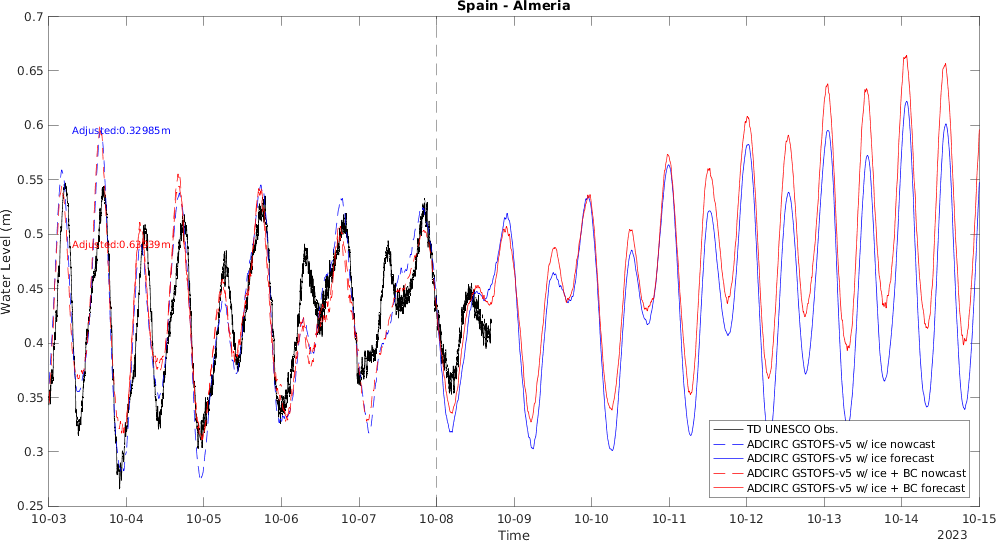 Spain - Almeria
0.7
0.65
0.6
0.55
0.5
0.45
0.4
0.35
0.3
0.25
Water Level (m)
Adjusted:0.32985m
TD UNESCO Obs.
ADCIRC GSTOFS-v5 w/ ice nowcast
ADCIRC GSTOFS-v5 w/ ice forecast
ADCIRC GSTOFS-v5 w/ ice + BC nowcast
ADCIRC GSTOFS-v5 w/ ice + BC forecast
10-03 10-04 10-05 10-06 10-07 10-08 10-09 10-10 10-11 10-12 10-13 10-14 10-15
Time
2023